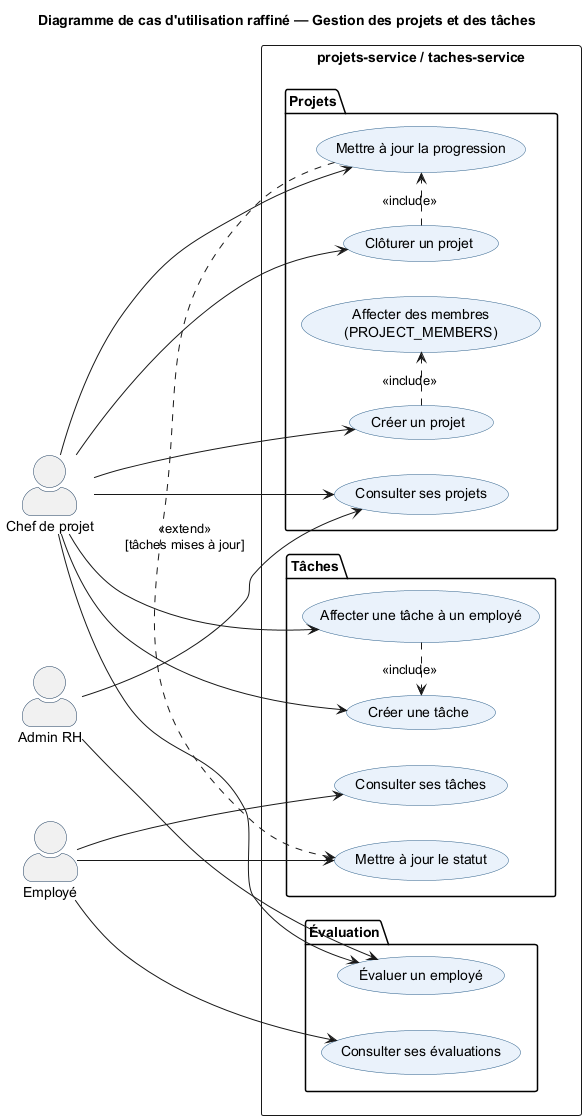 Diagramme de cas d'utilisation raffiné — Gestion des projets et des tâches
projets-service / taches-service
Projets
Mettre à jour la progression
«include»
Clôturer un projet
Affecter des membres
(PROJECT_MEMBERS)
«include»
Créer un projet
Consulter ses projets
Chef de projet
«extend»
[tâches mises à jour]
Tâches
Affecter une tâche à un employé
«include»
Créer une tâche
Admin RH
Consulter ses tâches
Mettre à jour le statut
Employé
Évaluation
Évaluer un employé
Consulter ses évaluations